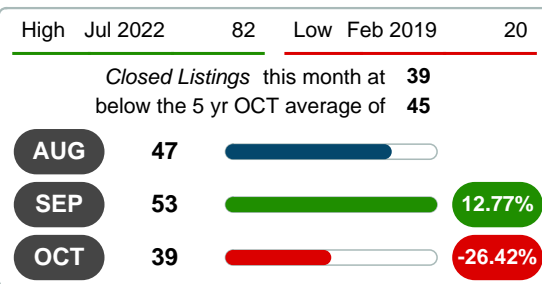 High Jul 2022 82 Low Feb 2019 20
Closed Listings this month at 39
below the 5 yr OCT average of 45
AUG 47
SEP 53 12.77%
OCT 39 -26.42%